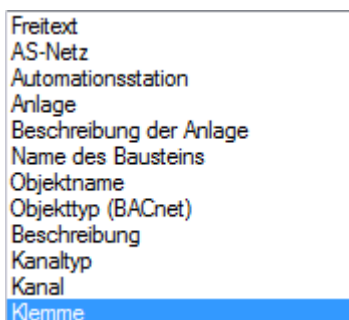 Freitext
AS-Netz
Automationsstation
Anlage
Beschreibung der Anlage
Name des Bausteins
Objektname
Objekttyp (BACnet)
Beschreibung
Kanaltyp
Kanal
Klemme